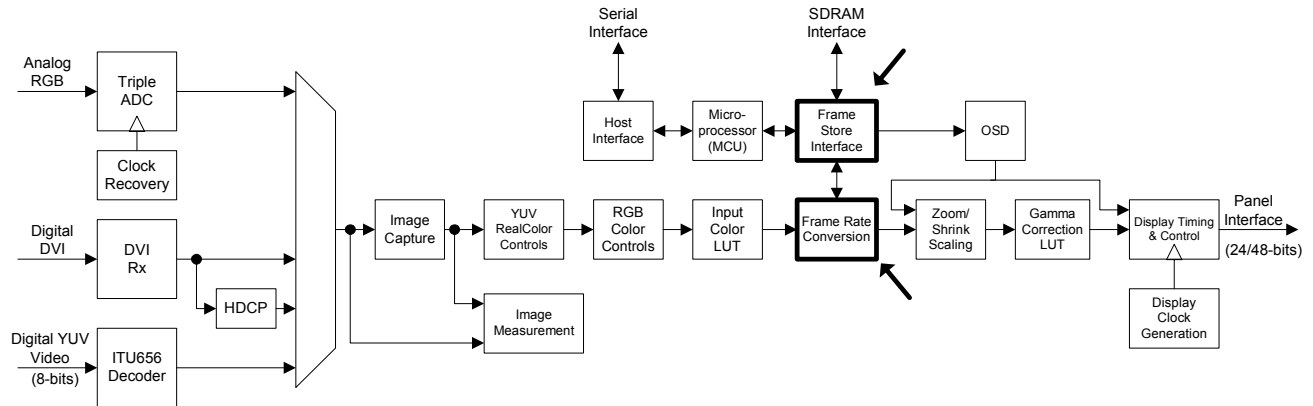 Serial
Interface
SDRAM
Interface
Analog
RGB
Triple
ADC
Clock
Recovery
Host
Interface
Micro-
processor
(MCU)
Frame
Store
Interface
OSD
Digital
DVI
DVI
Rx
HDCP
Image
Capture
YUV
RealColor
Controls
RGB
Color
Controls
Input
Color
LUT
Frame Rate
Conversion
Zoom/
Shrink
Scaling
Gamma
Correction
LUT
Display Timing
& Control
Panel
Interface
(24/48-bits)
Image
Measurement
Display
Clock
Generation
Digital YUV
Video
(8-bits)
ITU656
Decoder